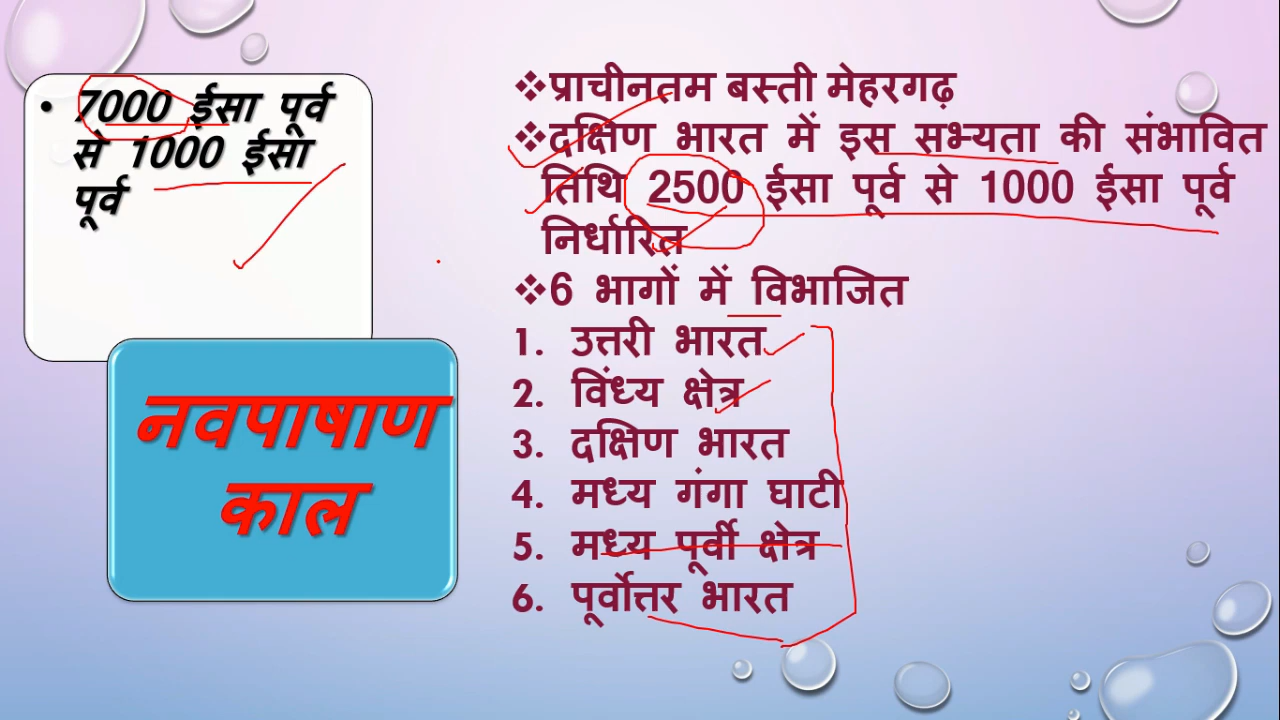 • 7000 ईसा पूर्व
से 1000 ईसा
पूर्व
नवपाषाण
काल
❖प्राचीनतम बस्ती मेहरगढ़
❖दक्षिण भारत में इस सभ्यता की संभावित
तिथि 2500 ईसा पूर्व से 1000 ईसा पूर्व
निर्धारित
❖6 भागों में विभाजित
1. उत्तरी भारत
2. विंध्य क्षेत्र
3. दक्षिण भारत
4. मध्य गंगा घाटी
5. मध्य पूर्वी क्षेत्र
6. पूर्वोत्तर भारत